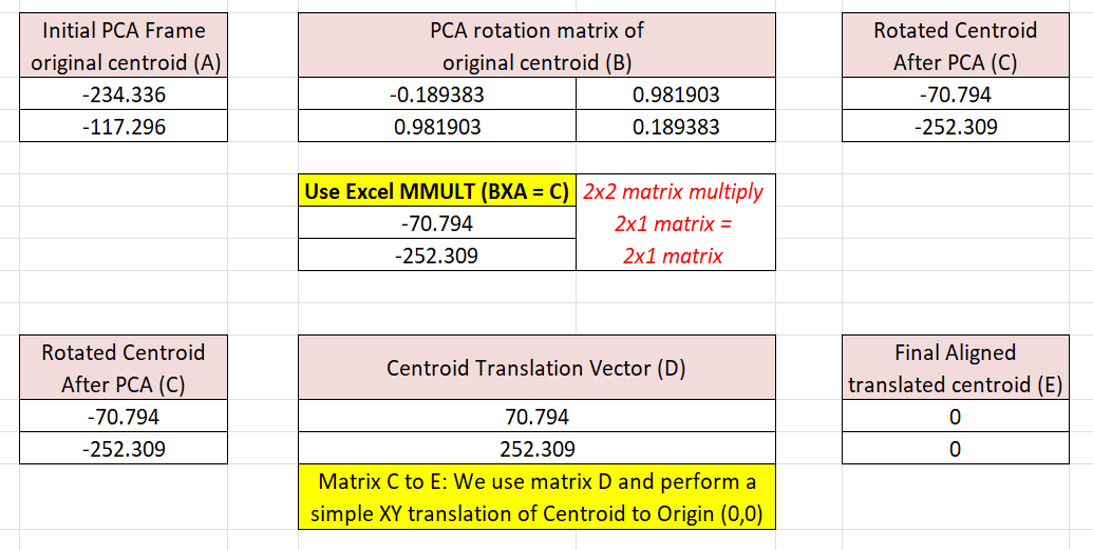 Initial PCA Frame
original centroid (A)
-234.336
-117.296
PCA rotation matrix of
original centroid (B)
-0.189383 0.981903
0.981903 0.189383
Rotated Centroid
After PCA (C)
-70.794
-252.309
Use Excel MMULT (BXA = C)
-70.794
-252.309
2x2 matrix multiply
2x1 matrix =
2x1 matrix
Rotated Centroid
After PCA (C)
-70.794
-252.309
Centroid Translation Vector (D)
70.794
252.309
Matrix C to E: We use matrix D and perform a
simple XY translation of Centroid to Origin (0,0)
Final Aligned
translated centroid (E)
0
0